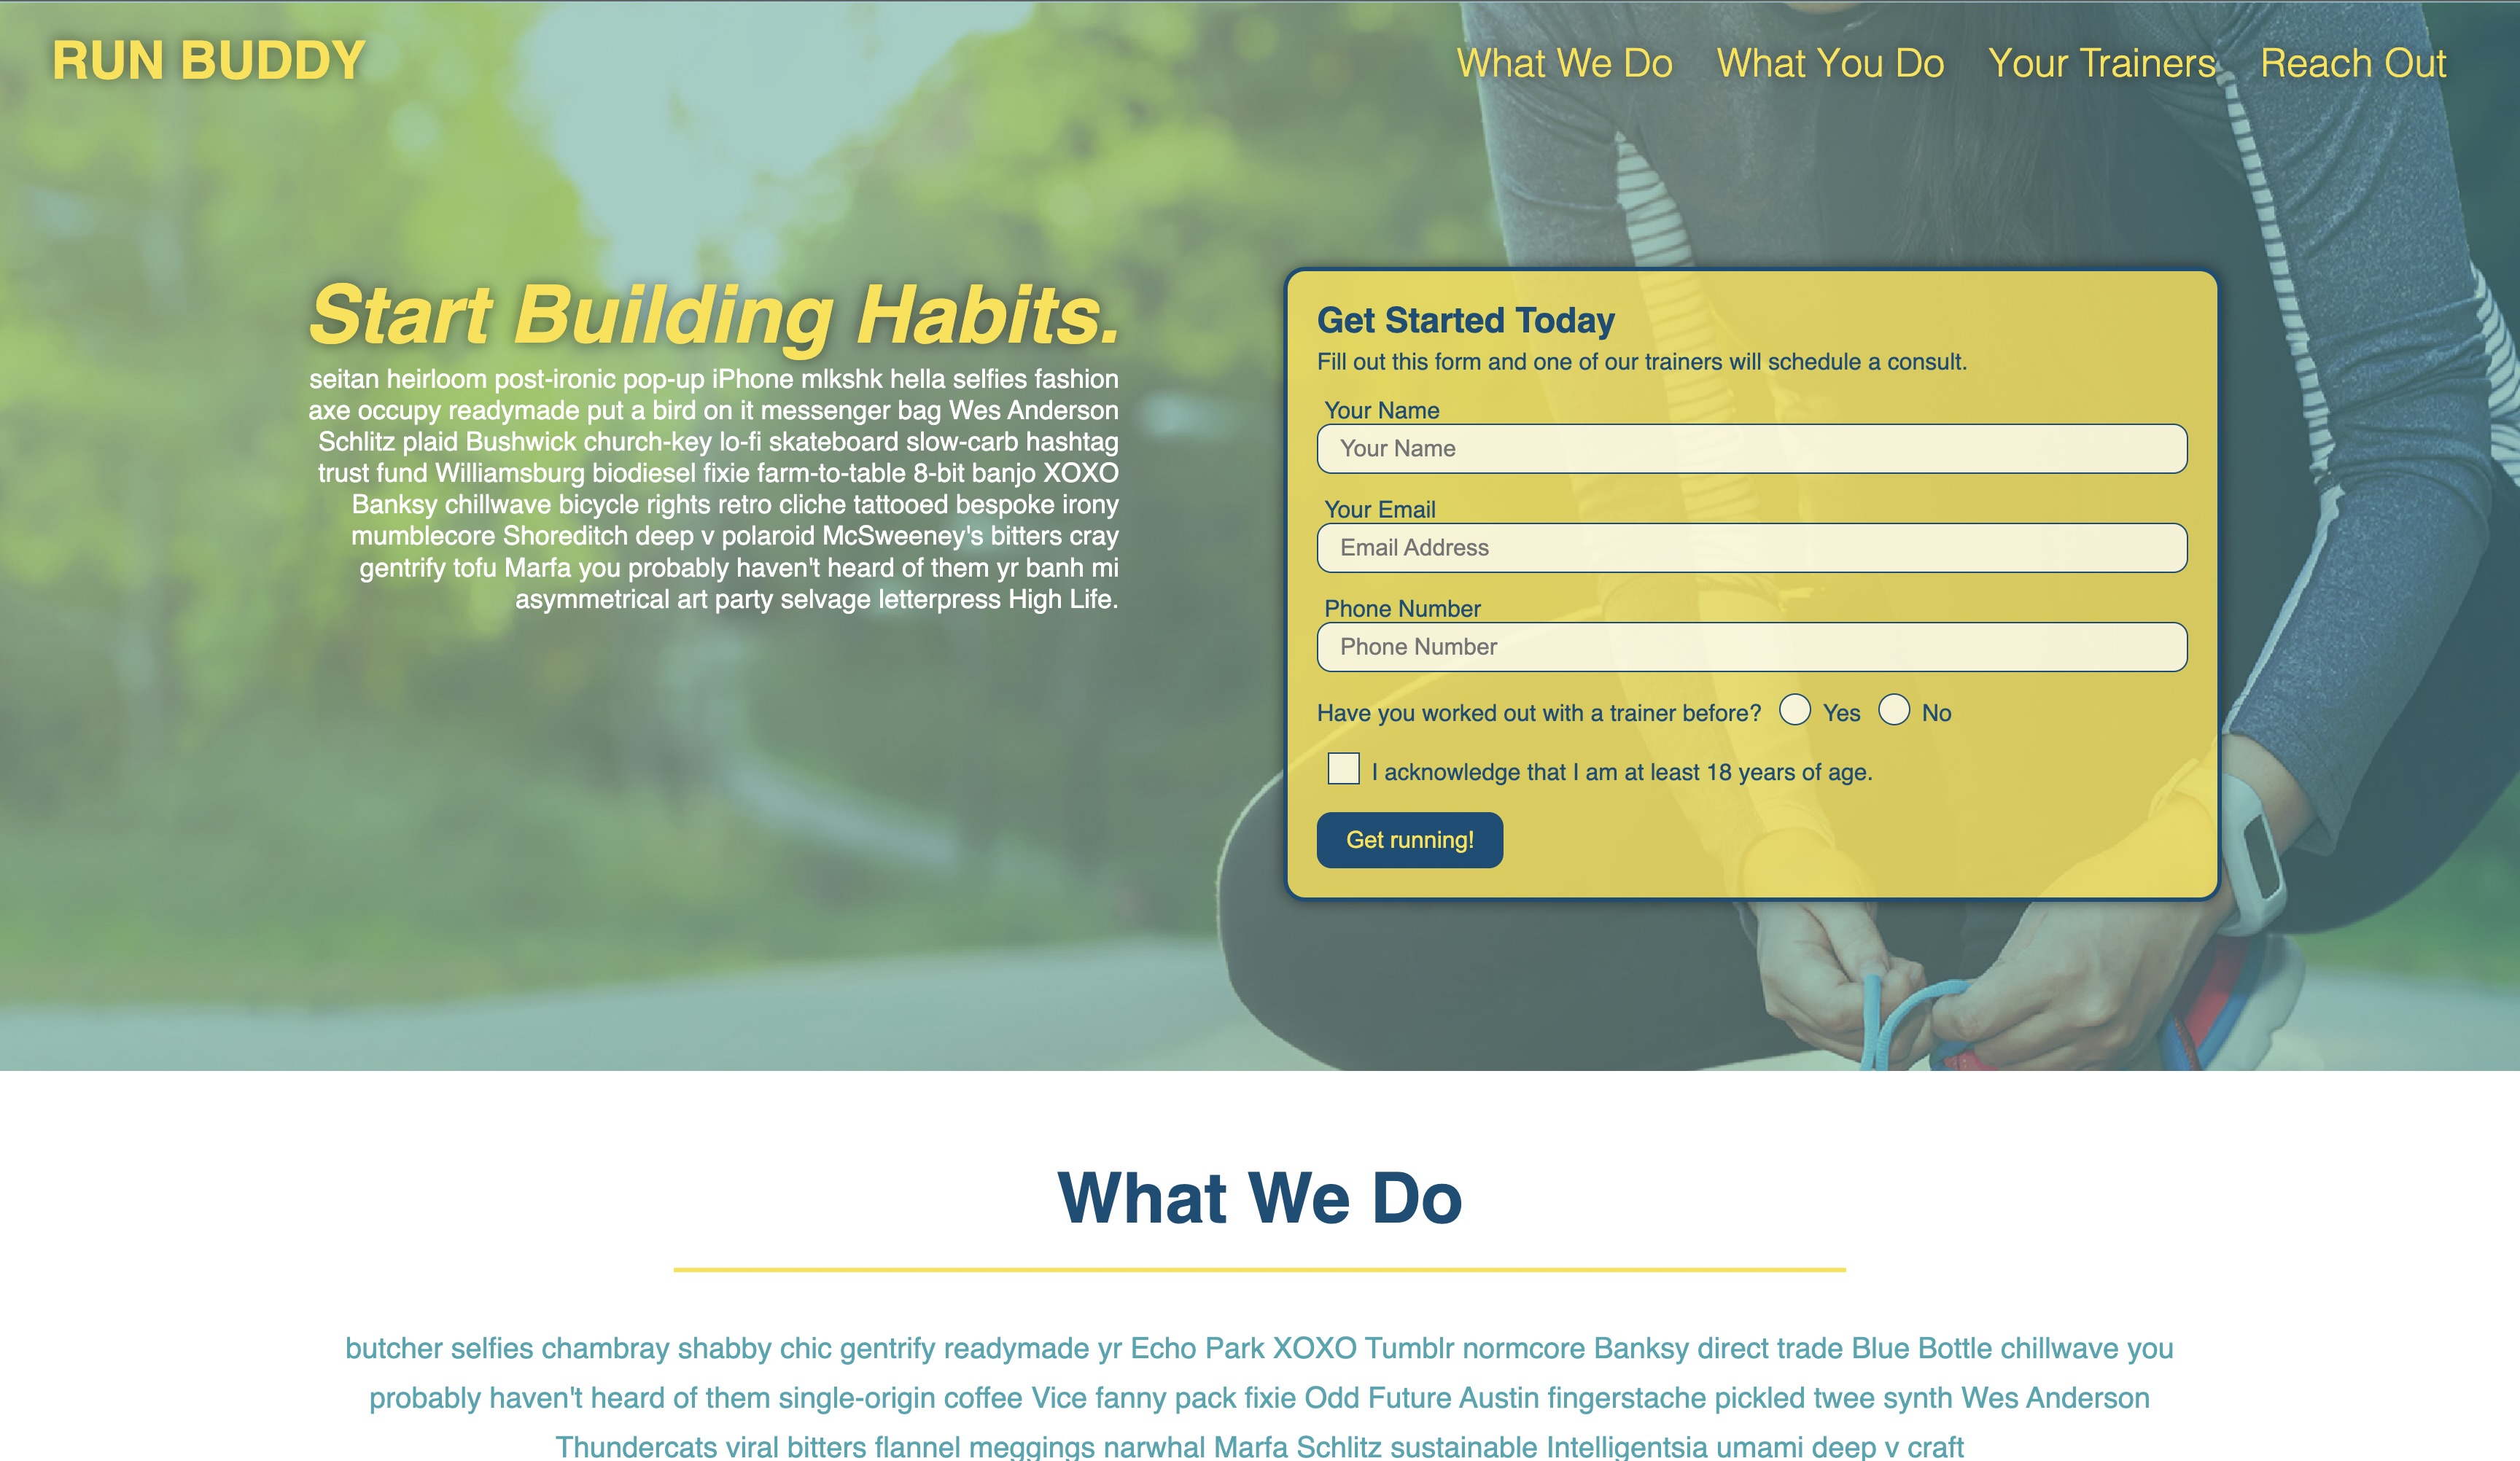 RUN BUDDY
What We Do What You Do Your Trainers Reach Out
Start Building Habits.
seitan heirloom post-ironic pop-up iPhone mlkshk hella selfies fashion
axe occupy readymade put a bird on it messenger bag Wes Anderson
Schlitz plaid Bushwick church-key lo-fi skateboard slow-carb hashtag
trust fund Williamsburg biodiesel fixie farm-to-table 8-bit banjo XOXO
Banksy chillwave bicycle rights retro cliche tattooed bespoke irony
mumblecore Shoreditch deep v polaroid McSweeney's bitters cray
gentrify tofu Marfa you probably haven't heard of them yr banh mi
asymmetrical art party selvage letterpress High Life.
Get Started Today
Fill out this form and one of our trainers will schedule a consult.
Your Name
Your Name
Your Email
Email Address
Phone Number
Phone Number
Have you worked out with a trainer before? Yes No
I acknowledge that I am at least 18 years of age.
Get running!
What We Do
butcher selfies chambray shabby chic gentrify readymade yr Echo Park XOXO Tumblr normcore Banksy direct trade Blue Bottle chillwave you
probably haven't heard of them single-origin coffee Vice fanny pack fixie Odd Future Austin fingerstache pickled twee synth Wes Anderson
Thundercats viral bitters flannel meggings narwhal Marfa Schlitz sustainable Intelligentsia umami deep v craft